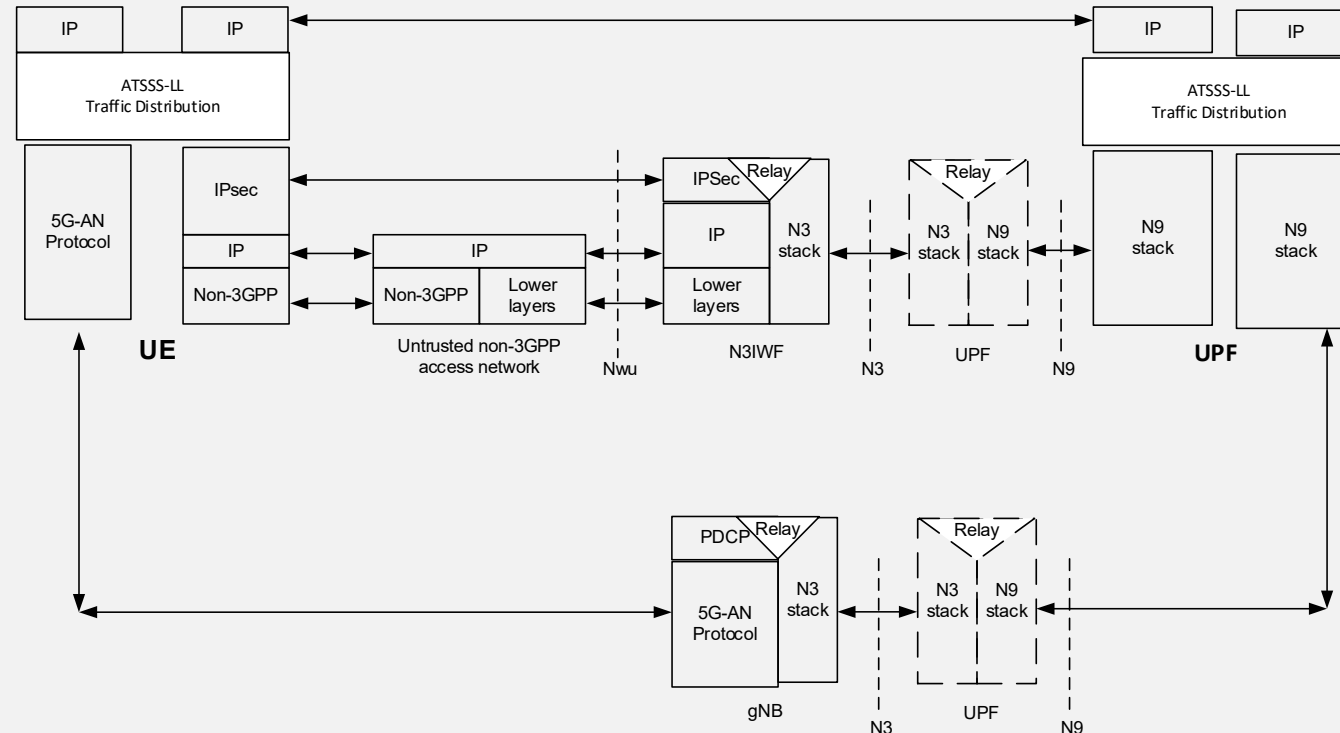 IP
IP
IP
IP
ATSSS-LL
Traffic Distribution
ATSSS-LL
Traffic Distribution
5G-AN
Protocol
IPsec
IP
Non-3GPP
IP
Non-3GPP
Lower
layers
IPSec
Relay
IP
Lower
layers
N3
stack
Relay
N3
stack
N9
stack
N9
stack
N9
stack
UE
Untrusted non-3GPP
access network
Nwu
N3IWF
N3
UPF
N9
UPF
PDCP
Relay
5G-AN
Protocol
N3
stack
Relay
N3
stack
N9
stack
gNB
N3
UPF
N9